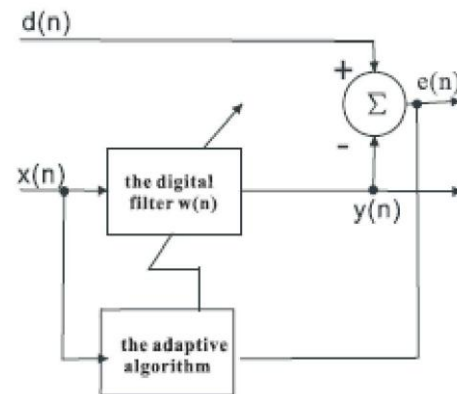 d(n)
+
Σ
e(n)
-
x(n)
the digital
filter w(n)
y(n)
the adaptive
algorithm